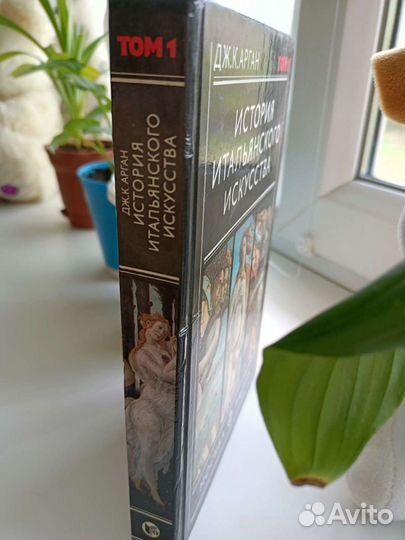 ТОМ 1
ДЖ.К.АРГАН
ИСТОРИЯ
ИТАЛЬЯНСКОГО
ИСКУССТВА
ДЖ.К.АРГАН
ИСТОРИЯ
ИТАЛЬЯНСКОГО
ИСКУССТВА
Avito